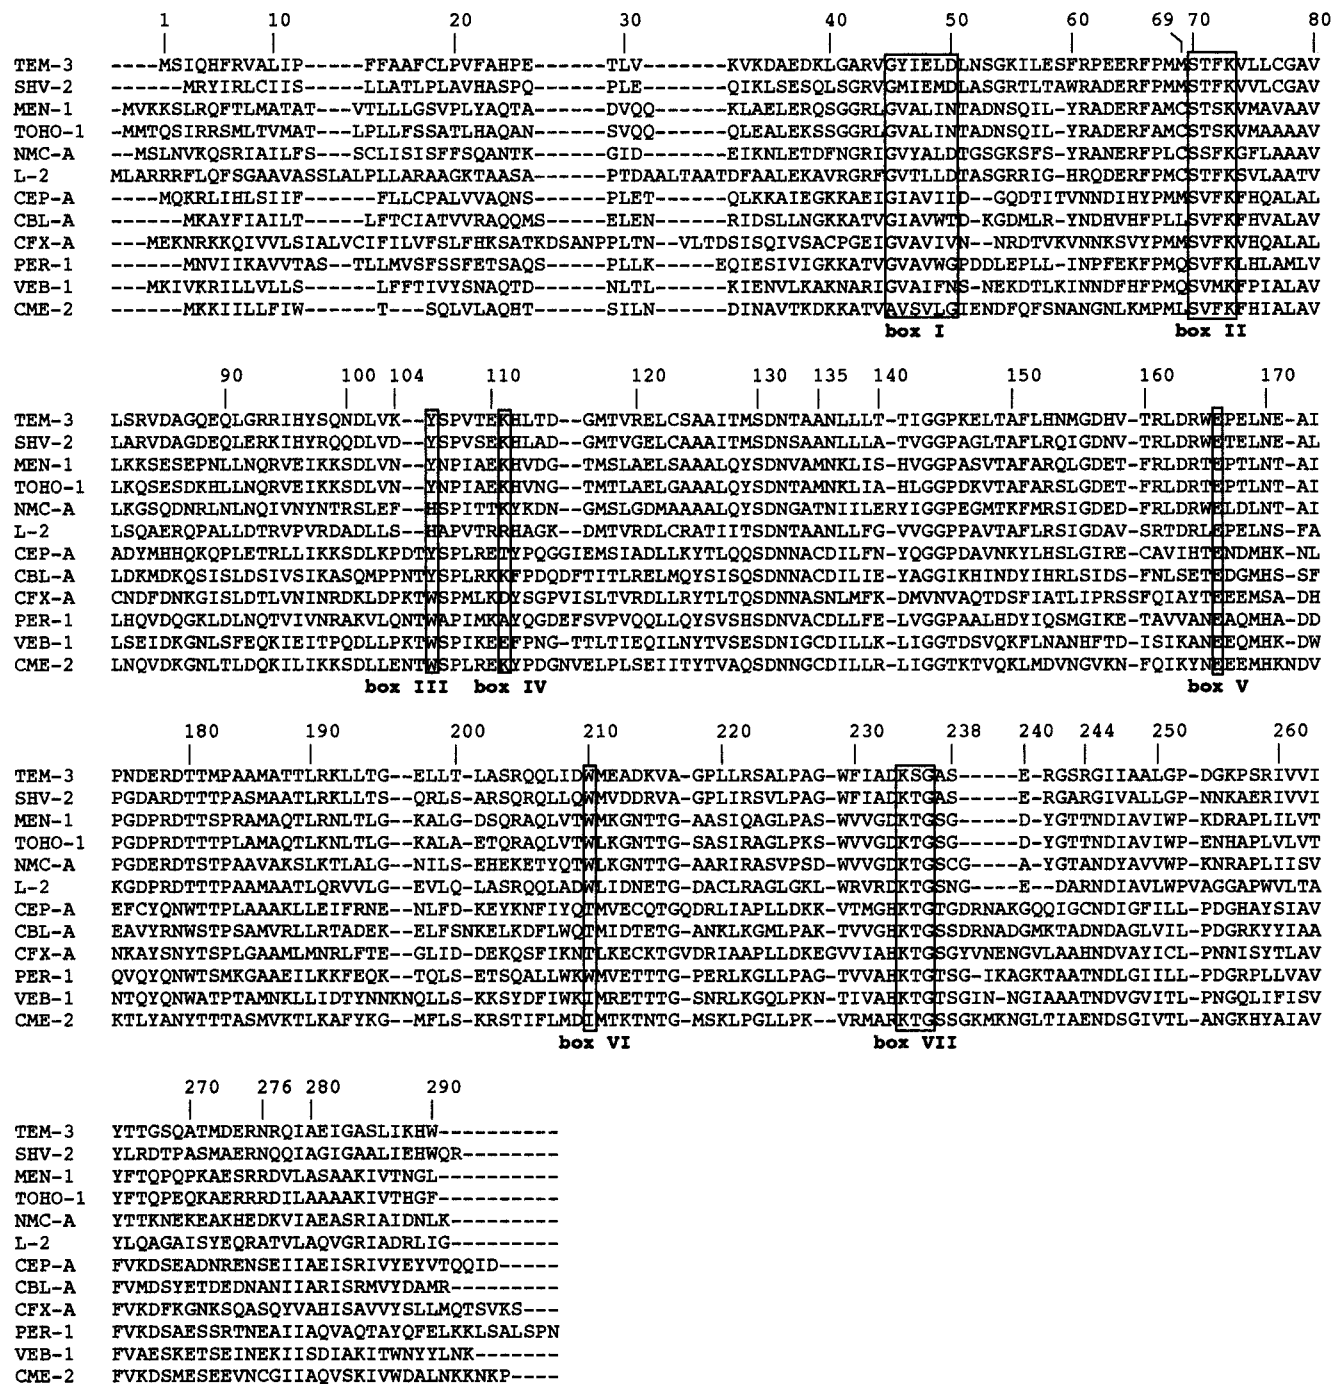 1 10 20 30 40 50 60 69 70 80
TEM-3 ----MSIQHFRVALIP-----FFAAFCLPVFAHPE------TLV------KVKDAEDKLGARVGYIELDLNSGKILESFRPEERFPMMSTFKVLLCGAV
SHV-2 ------MRYIRLCIIS-----LLATLPLAVHASPQ------PLE------QIKLSESQLSGRVGMIEMDLASGRTLTAWRADERFPMMSTFKVVLCGAV
MEN-1 -MVKKSLRQFTLMATAT----VTLLLGSVPLYAQTA-----DVQQ-----KLAELERQSGGRLGVALINTADNSQIL-YRADERFAMCSTSKVMAVAAV
TOHO-1 -MMTQSIRRSMLTVMAT----LPLLFSSATLHAQAN-----SVQQ-----QLEALEKSSGGRLGVALINTADNSQIL-YRADERFAMCSTSKVMAAAAV
NMC-A --MSLNVKQSRIAILFS---SCLISISFFSQANTK------GID------EIKNLETDFNGRIGVYALDTGSGKSFS-YRANERFPLCSSFKGFLAAAV
L-2 MLARRRFLQFSGAAVASSLALPLLARAAGKTAASA------PTDAALTAATDFAALEKAVRGRFGVTLLDTASGRRIG-HRQDERFPMCSTFKSVLAATV
CEP-A ----MQKRLIHLSIIF-----FLLCPALVVAQNS-------PLET-----QLKKAIEGKKAEIGIAVIID-GQDTITVNNDIHYPMMSVFKFHQALAL
CBL-A ------MKAYFIAILT-----LFTCIATVVRAQQMS-----ELEN-----RIDSLLNGKKATVGIAVWTD-KGDMLR-YNDHVHFPLLSVFKFHVALAV
CFX-A ---MEKNRKKQIVVLSIALVCIFILVFSLFHKSATKDSANPPLTN--VLTDSISQIVSACPGEIGVAVIVN-NRDTVKVNNKSVYPMMSVFKVHQALAL
PER-1 ------MNVIIKAVVTAS---TLLMVSFSSFETSAQS----PLLK-----EQIESIVIGKKATVGVAVWGPDDLEPLL-INPFEKFPMQSVFKLHLAMLV
VEB-1 ---MKIVKRILLVLLS-----LFFTIVYSNAQTD-------NLTL-----KIENVLKAKNARIGVAIFNS-NEKDTLKINNDFHFPMQSVMKFPIALAV
CME-2 ------MKKIILLFIW-----T---SQLVLAQHT-------SILN-----DINAVTKDKKATVAVSVLGIENDFQFSNANGNLKMPMLSVFKFHIALAV
box I box II
90 100 104 110 120 130 135 140 150 160 172
TEM-3 LSRVDAGQEQLGRRIHYSQNDLVK--YSPVTEKHLTD--GMTVRELCSAAITMSDNTAANLLLT-TIGGPKELTAFLHNMGDHV-TRLDRWEPELNE-AI
SHV-2 LARVDAGDEQLERKIHYRQQDLVD--YSPVSEKHLAD--GMTVGELCAAAITMSDNSAANLLLA-TVGGPAGLTAFLRQIGDNV-TRLDRWETELNE-AL
MEN-1 LKKSESEPNLLNQRVEIKKSDLVN--YNPIAEKHVDG--TMSLAELSAAALQYSDNVAMNKLIS-HVGGPASVTAFARQLGDET-FRLDRTEPTLNT-AI
TOHO-1 LKQSESDKHLLNQRVEIKKSDLVN--YNPIAEKHVNG--TMTLAELGAAALQYSDNTAMNKLIA-HLGGPDKVTAFARSLGDET-FRLDRTEPTLNT-AI
NMC-A LKGSQDNRLNLNQIVNYNTRSLEF--HSPITTKYKDN--GMSLGDMAAAALQYSDNGATNIILERYIGGPEGMTKFMRSIGDED-FRLDRWELDLNT-AI
L-2 LSQAERQPALLDTRVPVRDADLLS--HAPVTRRHAGK--DMTVRDLCRATIITSDNTAANLLFG-VVGGPPAVTAFLRSIGDAV-SRTDRLEPELNS-FA
CEP-A ADYMHHQKQPLETRLLIKKSDLKPDTYSPLRETYPQGGIEMSIADLLKYTLQQSDNNACDILFN-YQGGPDAVNKYLHSLGIRE-CAVIHTENDMHK-NL
CBL-A LDKMDKQSISLDSIVSIKASQMPPNTYSPLRKKFPDQDFTITLRELMQYSISQSDNNACDILIE-YAGGIKHINDYIHRLSIDS-FNLSETEDGMHS-SF
CFX-A CNDFDNKGISLDTLVNINRDKLDPKTWSPMLKDYSGPVISLTVRDLLRYTLTQSDNNASNLMFK-DMVNVAQTDSFIATLIPRSSFQIAYTEEEMSA-DH
PER-1 LHQVDQGKLDLNQTVIVNRAKVLQNTWAPIMKAYQGDEFSVPVQQLLQYSVSHSDNVACDLLFE-LVGGPAALHDYIQSMGIKE-TAVVANEAQMHA-DD
VEB-1 LSEIDKGNLSFEQKIEITPQDLLPKTWSPIKEEFPNG-TTLTIEQILNYTVSESDNIGCDILLK-LIGGTDSVQKFLNANHFTD-ISIKANEEQMHK-DW
CME-2 LNQVDKGNLTLDQKILIKKSDLLENTWSPLREKYPDGNVELPLSEIITYTVAQSDNNGCDILLR-LIGGTKTVQKLMDVNGVKN-FQIKYNEEEMHKNDV
box III box IV box V
180 190 200 210 220 230 238 240 244 250 262
TEM-3 PNDERDTTMPAAMATTLRKLLTG--ELLT-LASRQQLIDWMEADKVA-GPLLRSALPAG-WFIADKSGAS-----E-RGSRGIIAALGP-DGKPSRIVVI
SHV-2 PGDARDTTTPASMAATLRKLLTS--QRLS-ARSQRQLLQWMVDDRVA-GPLIRSVLPAG-WFIADKTGAS-----E-RGARGIVALLGP-NNKAERIVVI
MEN-1 PGDPRDTTSPRAMAQTLRNLTLG--KALG-DSQRAQLVTWMKGNTTG-AASIQAGLPAS-WVVGDKTGSG-----D-YGTTNDIAVIWP-KDRAPLILVT
TOHO-1 PGDPRDTTTPLAMAQTLKNLTLG--KALA-ETQRAQLVTWLKGNTTG-SASIRAGLPKS-WVVGDKTGSG-----D-YGTTNDIAVIWP-ENHAPLVLVT
NMC-A PGDERDTSTPAAVAKSLKTLALG--NILS-EHEKETYQTWLKGNTTG-AARIRASVPSD-WVVGDKTGSCG----A-YGTANDYAVVWP-KNRAPLIISV
L-2 KGDPRDTTTPAAMAATLQRVVLG--EVLQ-LASRQQLADWLIDNETG-DACLRAGLGKL-WRVRDKTGSNG----E--DARNDIAVLWPVAGGAPWVLTA
CEP-A EFCYQNWTTPLAAAKLLEIFRNE--NLFD-KEYKNFIYQTMVECQTGQDRLIAPLLDKK-VTMGHKTGTGDRNAKGQQIGCNDIGFILL-PDGHAYSIAV
CBL-A EAVYRNWSTPSAMVRLLRTADEK--ELFSNKELKDFLWQTMIDTETG-ANKLKGMLPAK-TVVGHKTGSSDRNADGMKTADNDAGLVIL-PDGRKYYIAA
CFX-A NKAYSNYTSPLGAAMLMNRLFTE--GLID-DEKQSFIKNTLKECKTGVDRIAAPLLDKEGVVIAHKTGSGYVNENGVLAAHNDVAYICL-PNNISYTLAV
PER-1 QVQYQNWTSMKGAAEILKKFEQK--TQLS-ETSQALLWKWMVETTTG-PERLKGLLPAG-TVVAHKTGTSG-IKAGKTAATNDLGIILL-PDGRPLLVAV
VEB-1 NTQYQNWATPTAMNKLLIDTYNNKNQLLS-KKSYDFIWKIMRETTTG-SNRLKGQLPKN-TIVAHKTGTSGIN-NGIAAATNDVGVITL-PNGQLIFISV
CME-2 KTLYANYTTTASMVKTLKAFYKG--MFLS-KRSTIFLMDLMTKTNTG-MSKLPGLLPK--VRMARKTGSSGKMKNGLTIAENDSGIVTL-ANGKHYAIAV
box VI box VII
270 276 280 290
TEM-3 YTTGSQATMDERNRQIAEIGASLIKHW----------
SHV-2 YLRDTPASMAERNQQIAGIGAALIEHWQR--------
MEN-1 YFTQPQPKAESRRDVLASAAKIVTNGL----------
TOHO-1 YFTQPEQKAERRRDILAAAAKIVTHGF----------
NMC-A YTTKNEKEAKHEDKVIAEASRIAIDNLK---------
L-2 YLQAGAISYEQRATVLAQVGRIADRLIG---------
CEP-A FVKDSEADNRENSEIIAEISRIVYEYVTQQID-----
CBL-A FVMDSYETDEDNANIIARISRMVYDAMR---------
CFX-A FVKDFKGNKSQASQYVAHISAVVYSLLMQTSVKS---
PER-1 FVKDSAESSRTNEAIIAQVAQTAYQFELKKLSALSPN
VEB-1 FVAESKETSEINEKIISDIAKITWNYYLNK-------
CME-2 FVKDSMESEEVNCGIIAQVSKIVWDALNKKNKP----